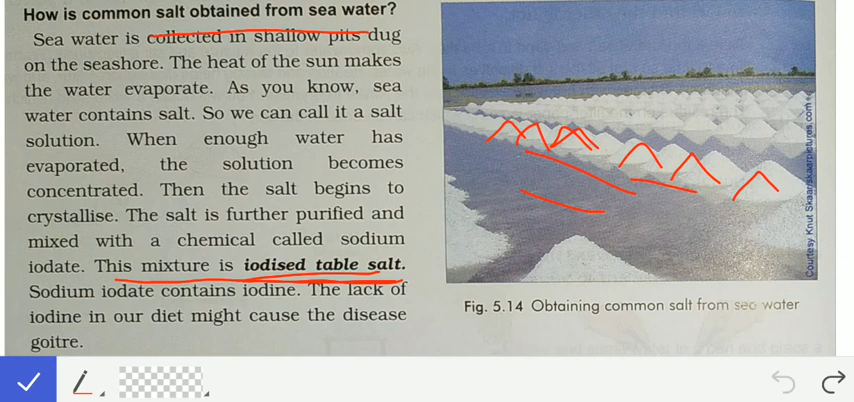 How is common salt obtained from sea water?
Sea water is collected in shallow pits dug
on the seashore. The heat of the sun makes
the water evaporate. As you know, sea
water contains salt. So we can call it a salt
solution. When enough water has
evaporated, the solution becomes
concentrated. Then the salt begins to
crystallise. The salt is further purified and
mixed with a chemical called sodium
iodate. This mixture is iodised table salt.
Sodium iodate contains iodine. The lack of
iodine in our diet might cause the disease
goitre.
Courtesy Knut Skaar/skaarpictures.com
Fig. 5.14 Obtaining common salt from sea water